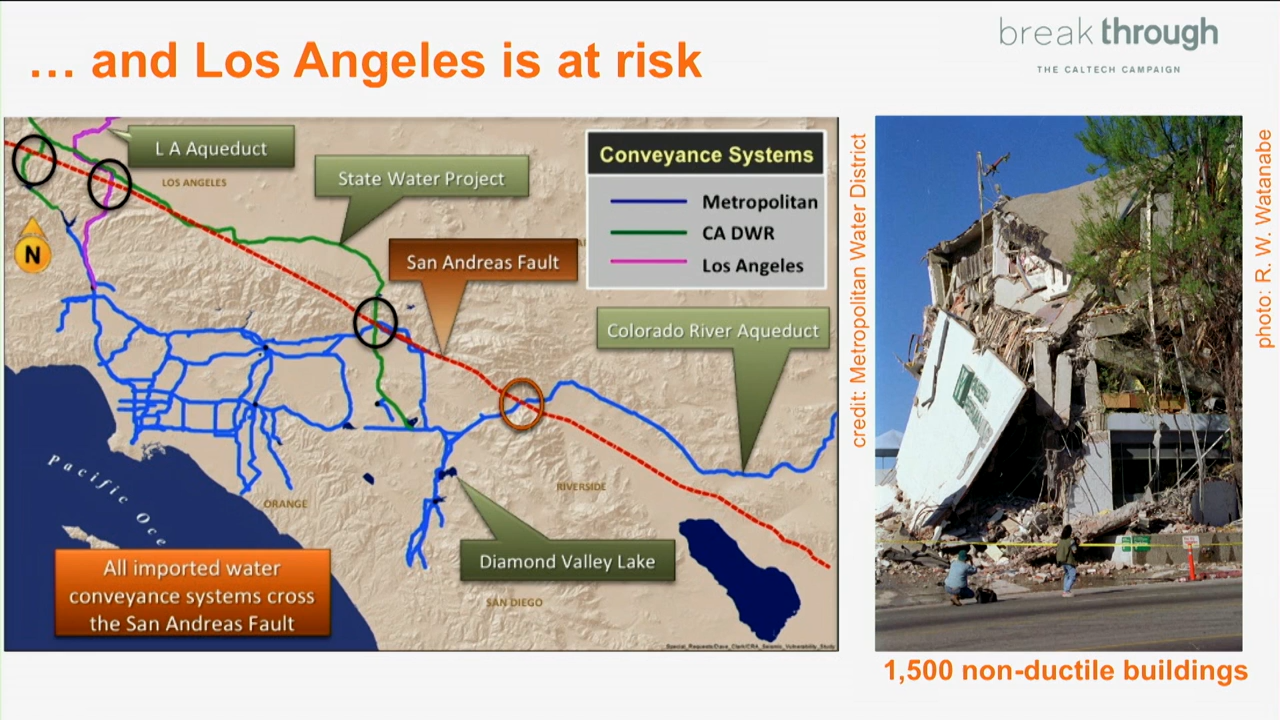 … and Los Angeles is at risk
break through
THE CALTECH CAMPAIGN
L A Aqueduct
LOS ANGELES
State Water Project
San Andreas Fault
Conveyance Systems
Metropolitan
CA DWR
Los Angeles
Colorado River Aqueduct
N
Pacific Oce
ORANGE
RIVERSIDE
Diamond Valley Lake
SAN DIEGO
All imported water
conveyance systems cross
the San Andreas Fault
credit: Metropolitan Water District
photo: R. W. Watanabe
1,500 non-ductile buildings